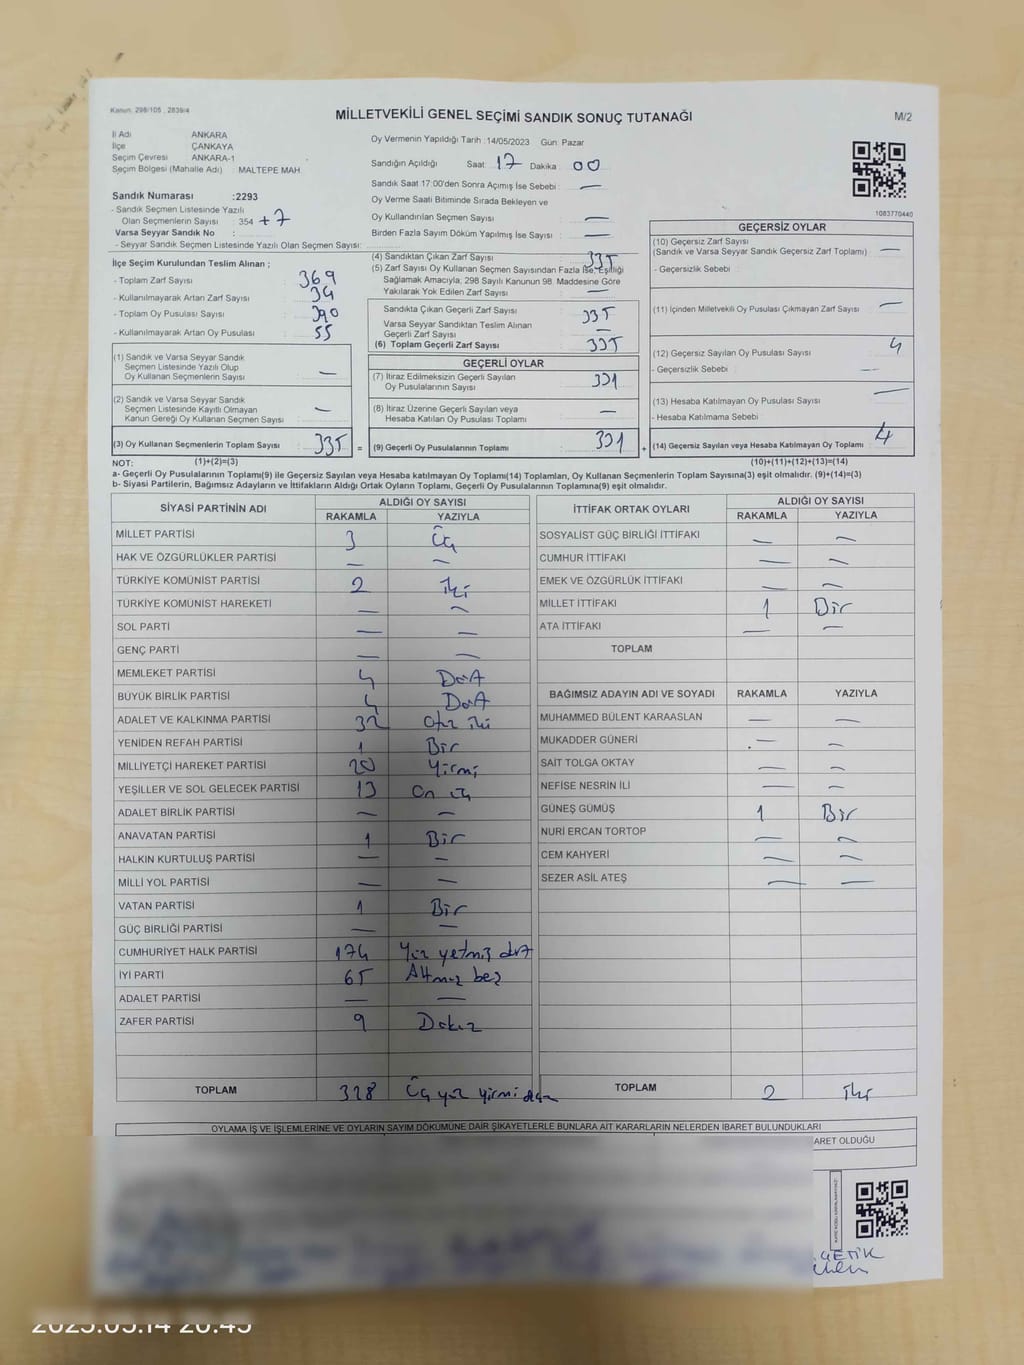 Kanun: 298/105 , 2839/4
MİLLETVEKİLİ GENEL SEÇİMİ SANDIK SONUÇ TUTANAĞI
M/2
İl Adı ANKARA
İlçe ÇANKAYA
Seçim Çevresi ANKARA-1
Seçim Bölgesi (Mahalle Adı) : MALTEPE MAH.
Sandık Numarası :2293
- Sandık Seçmen Listesinde Yazılı
Olan Seçmenlerin Sayısı : 354 + 7
Varsa Seyyar Sandık No :
- Seyyar Sandık Seçmen Listesinde Yazılı Olan Seçmen Sayısı:
Oy Vermenin Yapıldığı Tarih :14/05/2023 Gün: Pazar
Sandığın Açıldığı Saat: 17 Dakika: 00
Sandık Saat 17:00'den Sonra Açımış İse Sebebi : —
Oy Verme Saati Bitiminde Sırada Bekleyen ve
Oy Kullandırılan Seçmen Sayısı —
Birden Fazla Sayım Döküm Yapılmış İse Sayısı : —
1083770440
İlçe Seçim Kurulundan Teslim Alınan ;
- Toplam Zarf Sayısı : 369
- Kullanılmayarak Artan Zarf Sayısı : 34
- Toplam Oy Pusulası Sayısı : 390
- Kullanılmayarak Artan Oy Pusulası : 55
(1) Sandık ve Varsa Seyyar Sandık
Seçmen Listesinde Yazılı Olup
Oy Kullanan Seçmenlerin Sayısı : —
(2) Sandık ve Varsa Seyyar Sandık
Seçmen Listesinde Kayıtlı Olmayan
Kanun Gereği Oy Kullanan Seçmen Sayısı : —
(3) Oy Kullanan Seçmenlerin Toplam Sayısı : 335 =
(4) Sandıktan Çıkan Zarf Sayısı : 335
(5) Zarf Sayısı Oy Kullanan Seçmen Sayısından Fazla İse, Eşitliği
Sağlamak Amacıyla; 298 Sayılı Kanunun 98. Maddesine Göre
Yakılarak Yok Edilen Zarf Sayısı : —
Sandıkta Çıkan Geçerli Zarf Sayısı : 335
Varsa Seyyar Sandıktan Teslim Alınan
Geçerli Zarf Sayısı : —
(6) Toplam Geçerli Zarf Sayısı : 335
GEÇERLİ OYLAR
(7) İtiraz Edilmeksizin Geçerli Sayılan
Oy Pusulalarının Sayısı : 331
(8) İtiraz Üzerine Geçerli Sayılan veya
Hesaba Katılan Oy Pusulası Toplamı : —
(9) Geçerli Oy Pusulalarının Toplamı : 331 +
GEÇERSİZ OYLAR
(10) Geçersiz Zarf Sayısı
(Sandık ve Varsa Seyyar Sandık Geçersiz Zarf Toplamı) : —
- Geçersizlik Sebebi :
(11) İçinden Milletvekili Oy Pusulası Çıkmayan Zarf Sayısı : —
(12) Geçersiz Sayılan Oy Pusulası Sayısı : 4
- Geçersizlik Sebebi : —
(13) Hesaba Katılmayan Oy Pusulası Sayısı : —
- Hesaba Katılmama Sebebi :
(14) Geçersiz Sayılan veya Hesaba Katılmayan Oy Toplamı : 4
NOT: (1)+(2)=(3) (10)+(11)+(12)+(13)=(14)
a- Geçerli Oy Pusulalarının Toplamı(9) ile Geçersiz Sayılan veya Hesaba katılmayan Oy Toplamı(14) Toplamları, Oy Kullanan Seçmenlerin Toplam Sayısına(3) eşit olmalıdır. (9)+(14)=(3)
b- Siyasi Partilerin, Bağımsız Adayların ve İttifakların Aldığı Ortak Oyların Toplamı, Geçerli Oy Pusulalarının Toplamına(9) eşit olmalıdır.
SİYASİ PARTİNİN ADI ALDIĞI OY SAYISI
RAKAMLA YAZIYLA
MİLLET PARTİSİ 3 Üç
HAK VE ÖZGÜRLÜKLER PARTİSİ — —
TÜRKİYE KOMÜNİST PARTİSİ 2 iki
TÜRKİYE KOMÜNİST HAREKETİ — —
SOL PARTİ — —
GENÇ PARTİ — —
MEMLEKET PARTİSİ 4 Dört
BÜYÜK BİRLİK PARTİSİ 4 Dört
ADALET VE KALKINMA PARTİSİ 32 Otuz iki
YENİDEN REFAH PARTİSİ 1 Bir
MİLLİYETÇİ HAREKET PARTİSİ 20 Yirmi
YEŞİLLER VE SOL GELECEK PARTİSİ 13 On üç
ADALET BİRLİK PARTİSİ — —
ANAVATAN PARTİSİ 1 Bir
HALKIN KURTULUŞ PARTİSİ — —
MİLLİ YOL PARTİSİ — —
VATAN PARTİSİ 1 Bir
GÜÇ BİRLİĞİ PARTİSİ — —
CUMHURİYET HALK PARTİSİ 174 Yüz yetmiş dört
İYİ PARTİ 65 Altmış beş
ADALET PARTİSİ — —
ZAFER PARTİSİ 9 Dokuz
TOPLAM 328 Üç yüz yirmi
İTTİFAK ORTAK OYLARI ALDIĞI OY SAYISI
RAKAMLA YAZIYLA
SOSYALİST GÜÇ BİRLİĞİ İTTİFAKI — —
CUMHUR İTTİFAKI — —
EMEK VE ÖZGÜRLÜK İTTİFAKI — —
MİLLET İTTİFAKI 1 Bir
ATA İTTİFAKI — —
TOPLAM
BAĞIMSIZ ADAYIN ADI VE SOYADI RAKAMLA YAZIYLA
MUHAMMED BÜLENT KARAASLAN — —
MUKADDER GÜNERİ — —
SAİT TOLGA OKTAY — —
NEFİSE NESRİN İLİ — —
GÜNEŞ GÜMÜŞ 1 Bir
NURİ ERCAN TORTOP — —
CEM KAHYERİ — —
SEZER ASİL ATEŞ — —
TOPLAM 2 iki
OYLAMA İŞ VE İŞLEMLERİNE VE OYLARIN SAYIM DÖKÜMÜNE DAİR ŞİKAYETLERLE BUNLARA AİT KARARLARIN NELERDEN İBARET BULUNDUKLARI
ARET OLDUĞU
2023.05.14 20:45